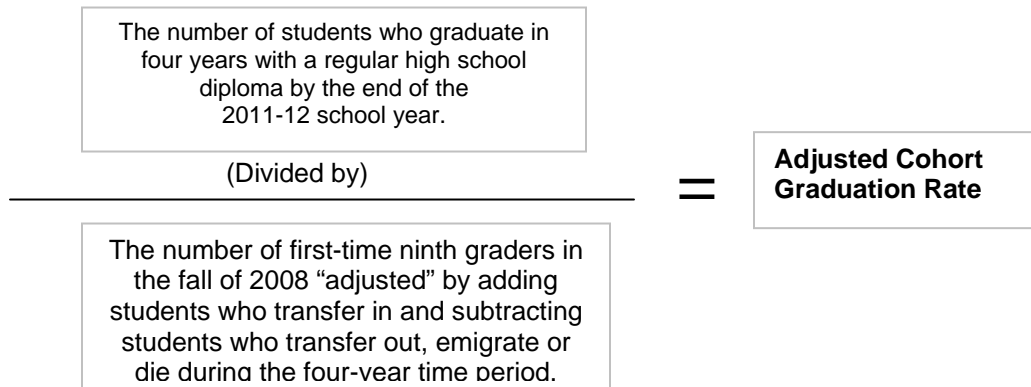 The number of students who graduate in
four years with a regular high school
diploma by the end of the
2011-12 school year.
(Divided by)
=
Adjusted Cohort
Graduation Rate
The number of first-time ninth graders in
the fall of 2008 “adjusted” by adding
students who transfer in and subtracting
students who transfer out, emigrate or
die during the four-year time period.